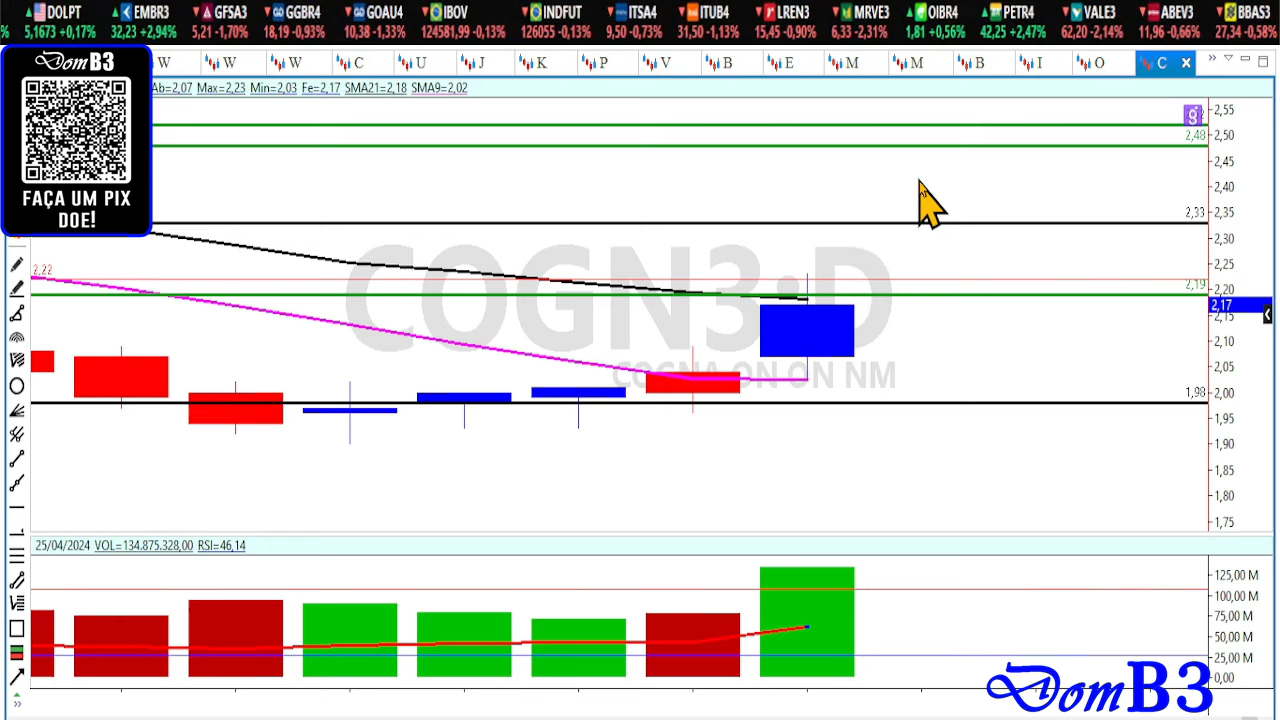 DOLPT EMBR3 GFSA3 GGBR4 GOAU4 IBOV INDFUT ITSA4 ITUB4 LREN3 MRVE3 OIBR4 PETR4 VALE3 ABEV3 BBAS3
% 5,1673 +0,17% 32,23 +2,94% 5,21 -1,70% 18,19 -0,93% 10,38 -1,33% 124581,99 -0,13% 126055 -0,13% 9,50 -0,73% 31,50 -1,13% 15,45 -0,90% 6,33 -2,31% 1,81 +0,56% 42,25 +2,47% 62,20 -2,14% 11,96 -0,66% 27,34 -0,58%
DomB3
W W W C U J K P V B E M M B I O C
Ab=2,07 Max=2,23 Min=2,03 Fe=2,17 SMA21=2,18 SMA9=2,02
FAÇA UM PIX
DOE!
2,55
2,50
2,48
2,45
2,40
2,35
2,33
2,30
2,25
2,22
2,20
2,19
2,17
2,15
2,10
2,05
2,00
1,98
1,95
1,90
1,85
1,80
1,75
COGN3:D
COGNA ON ON NM
25/04/2024 VOL=134.875.328,00 RSI=46,14
125,00 M
100,00 M
75,00 M
50,00 M
25,00 M
0,00
DomB3